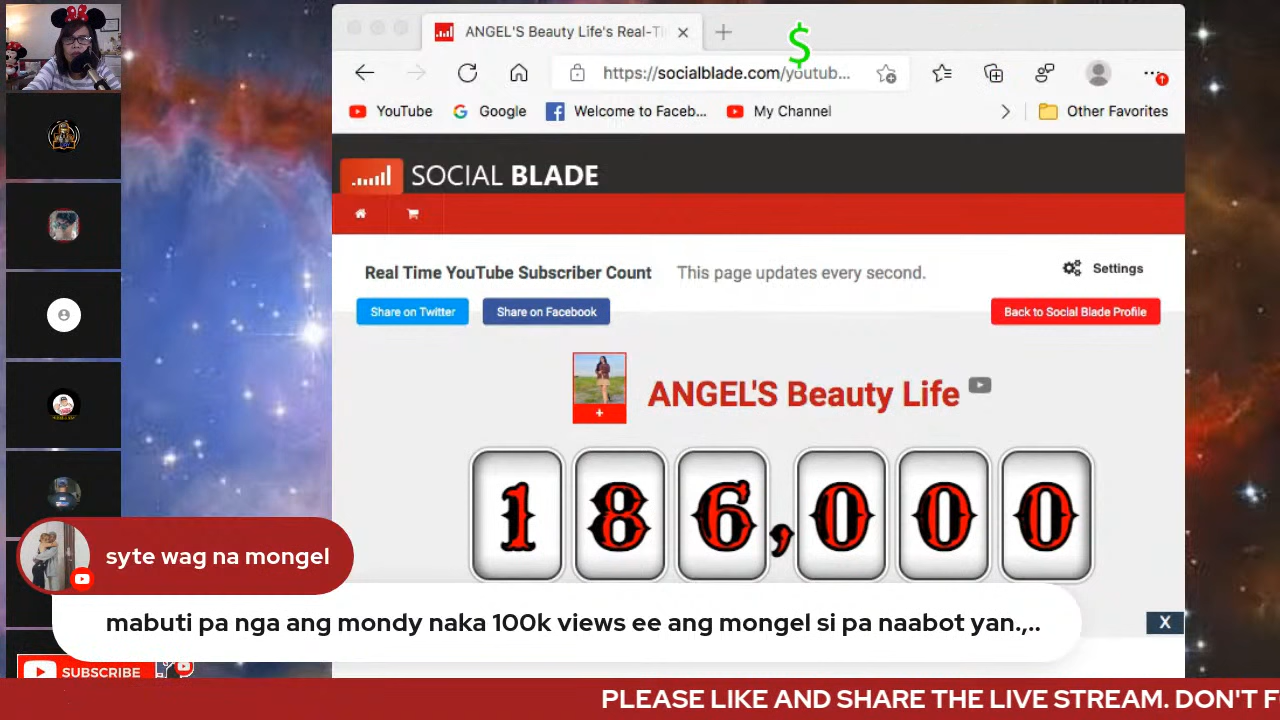 ANGEL'S Beauty Life's Real-Ti
https://socialblade.com/youtub...
YouTube
Google
Welcome to Faceb...
My Channel
Other Favorites
SOCIAL BLADE
Real Time YouTube Subscriber Count
This page updates every second.
Settings
Share on Twitter
Share on Facebook
Back to Social Blade Profile
ANGEL'S Beauty Life
186,000
syte wag na mongel
mabuti pa nga ang mondy naka 100k views ee ang mongel si pa naabot yan.,..
X
SUBSCRIBE
PLEASE LIKE AND SHARE THE LIVE STREAM. DON'T F